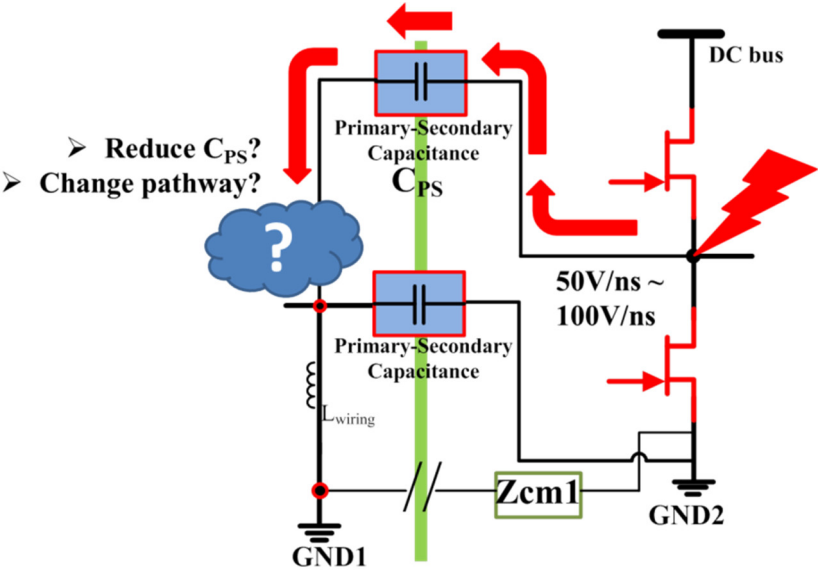 DC bus
Primary-Secondary
Capacitance
CPS
➢ Reduce CPS?
➢ Change pathway?
?
50V/ns ~
100V/ns
Primary-Secondary
Capacitance
Lwiring
Zcm1
GND2
GND1